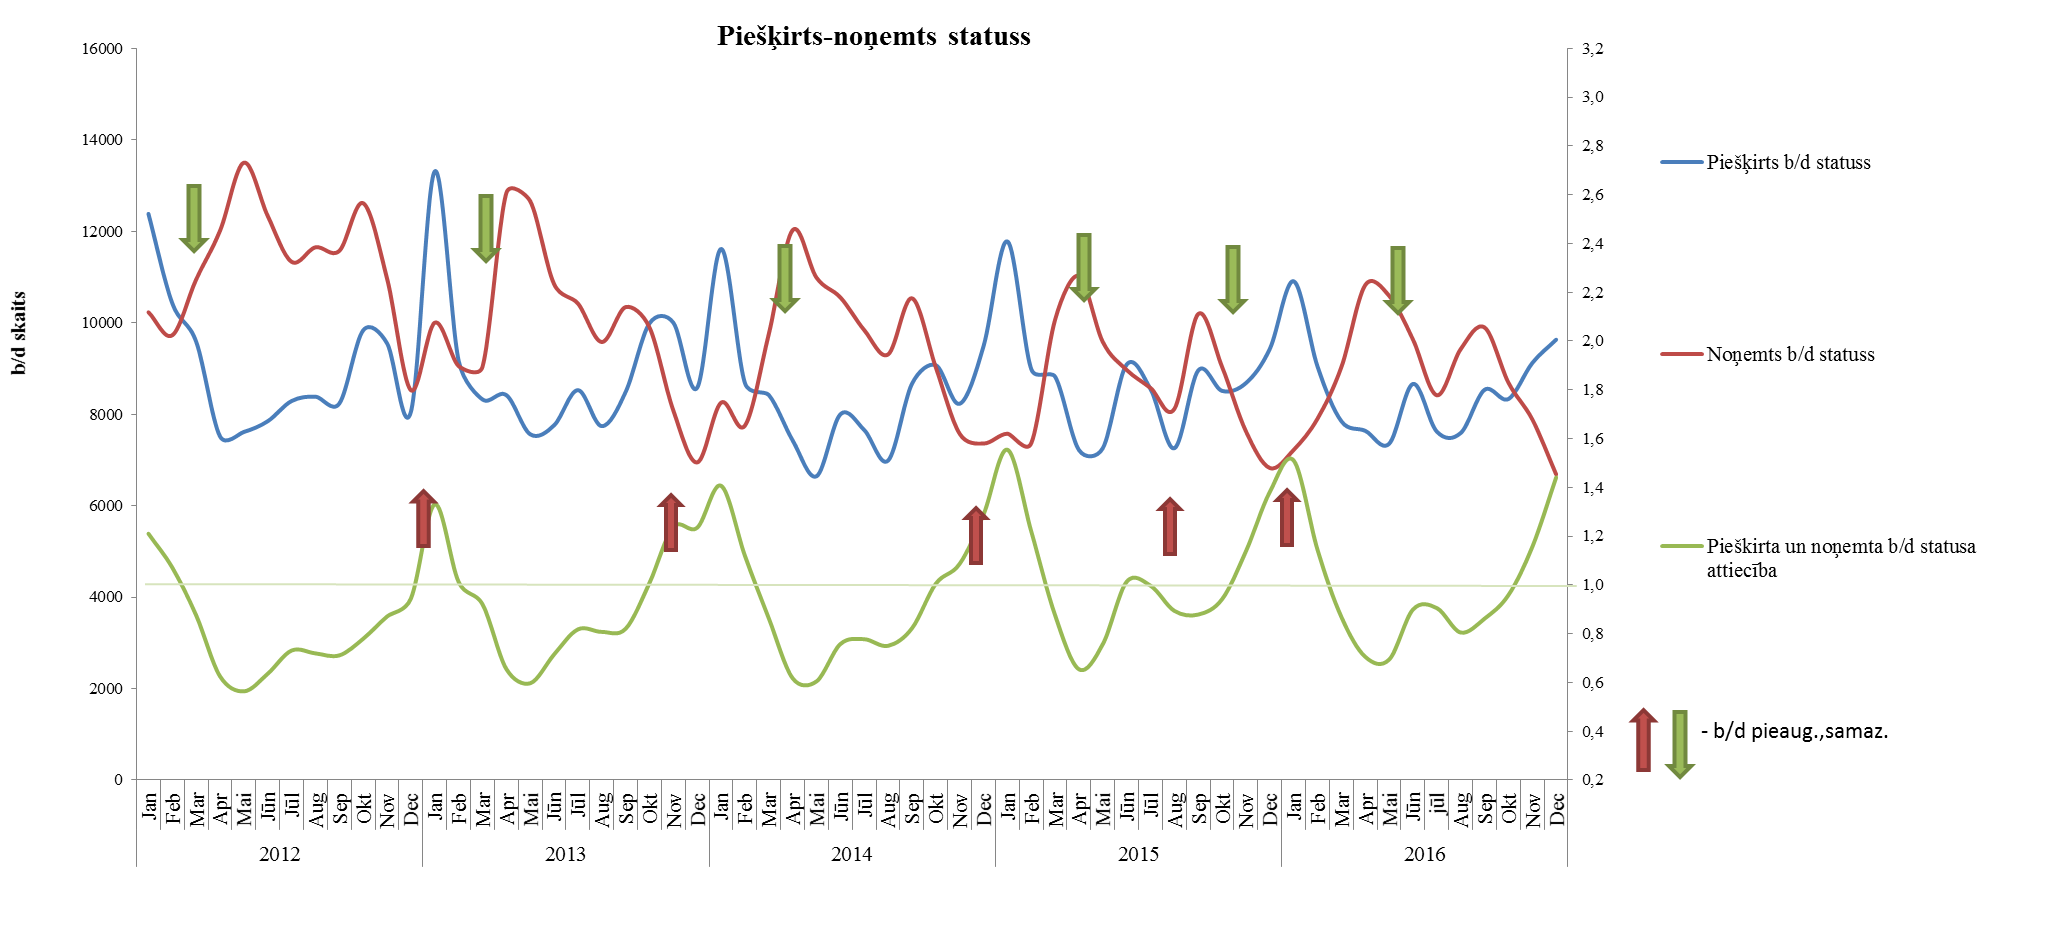 Piešķirts-noņemts statuss
b/d skaits
16000
14000
12000
10000
8000
6000
4000
2000
0
3,2
3,0
2,8
2,6
2,4
2,2
2,0
1,8
1,6
1,4
1,2
1,0
0,8
0,6
0,4
0,2
Piešķirts b/d statuss
Noņemts b/d statuss
Pieškirta un noņemta b/d statusa
attiecība
- b/d pieaug.,samaz.
Jan Feb Mar Apr Mai Jūn Jūl Aug Sep Okt Nov Dec Jan Feb Mar Apr Mai Jūn Jūl Aug Sep Okt Nov Dec Jan Feb Mar Apr Mai Jūn Jūl Aug Sep Okt Nov Dec Jan Feb Mar Apr Mai Jūn Jūl Aug Sep Okt Nov Dec Jan Feb Mar Apr Mai Jūn jūl Aug Sep Okt Nov Dec
2012 2013 2014 2015 2016